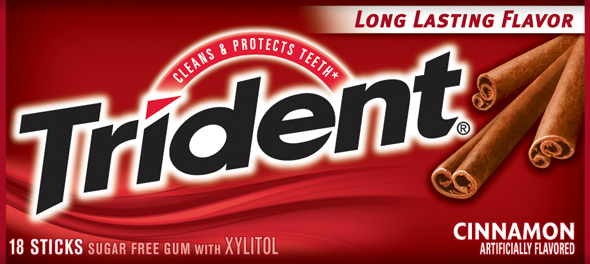 LONG LASTING FLAVOR
CLEANS & PROTECTS TEETH*
Trident®
CINNAMON
ARTIFICIALLY FLAVORED
18 STICKS SUGAR FREE GUM WITH XYLITOL